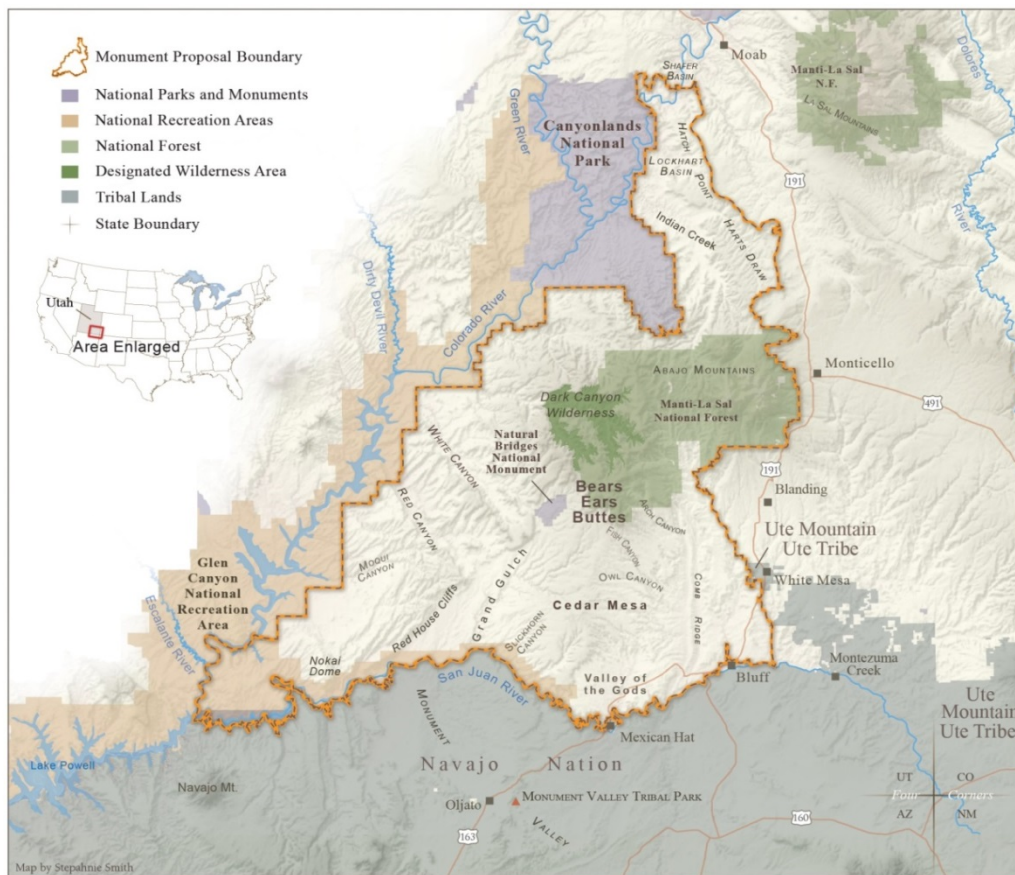 Monument Proposal Boundary
National Parks and Monuments
National Recreation Areas
National Forest
Designated Wilderness Area
Tribal Lands
State Boundary
Utah
Area Enlarged
Moab
Shafer
Basin
Manti-La Sal
N.F.
La Sal Mountains
Dolores
River
Green River
Canyonlands
National
Park
Hatch
Point
Lockhart
Basin
191
Indian Creek
Harts Draw
Dirty Devil River
Colorado River
Abajo Mountains
Monticello
Dark Canyon
Wilderness
Manti-La Sal
National Forest
491
Natural
Bridges
National
Monument
White Canyon
191
Bears
Ears
Buttes
Blanding
Red Canyon
Arch Canyon
Fish Canyon
Ute Mountain
Ute Tribe
Moqui
Canyon
Owl Canyon
White Mesa
Glen
Canyon
National
Recreation
Area
Escalante River
Red House Cliffs
Grand Gulch
Slickhorn
Canyon
Cedar Mesa
Comb
Ridge
Nokai
Dome
San Juan River
Valley
of the Gods
Bluff
Montezuma
Creek
Ute
Mountain
Ute Tribe
Monument
Mexican Hat
Lake Powell
Navajo Nation
Navajo Mt.
UT CO
Four Corners
AZ NM
Oljato
Monument Valley Tribal Park
Valley
163
160
Map by Stepahnie Smith